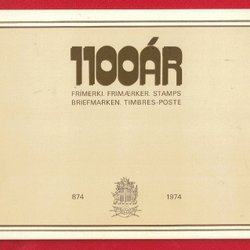 1100ÁR
FRÍMERKI. FRIMÆRKER. STAMPS
BRIEFMARKEN. TIMBRES-POSTE
874 1974